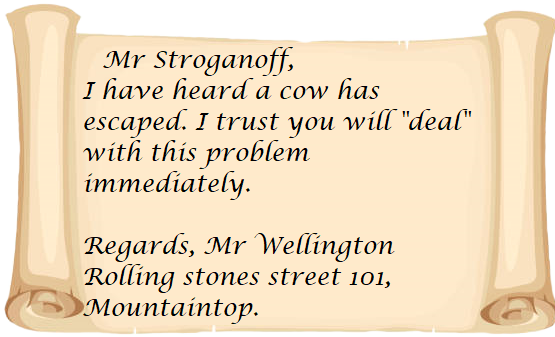 Mr Stroganoff,
I have heard a cow has
escaped. I trust you will "deal"
with this problem
immediately.
Regards, Mr Wellington
Rolling stones street 101,
Mountaintop.